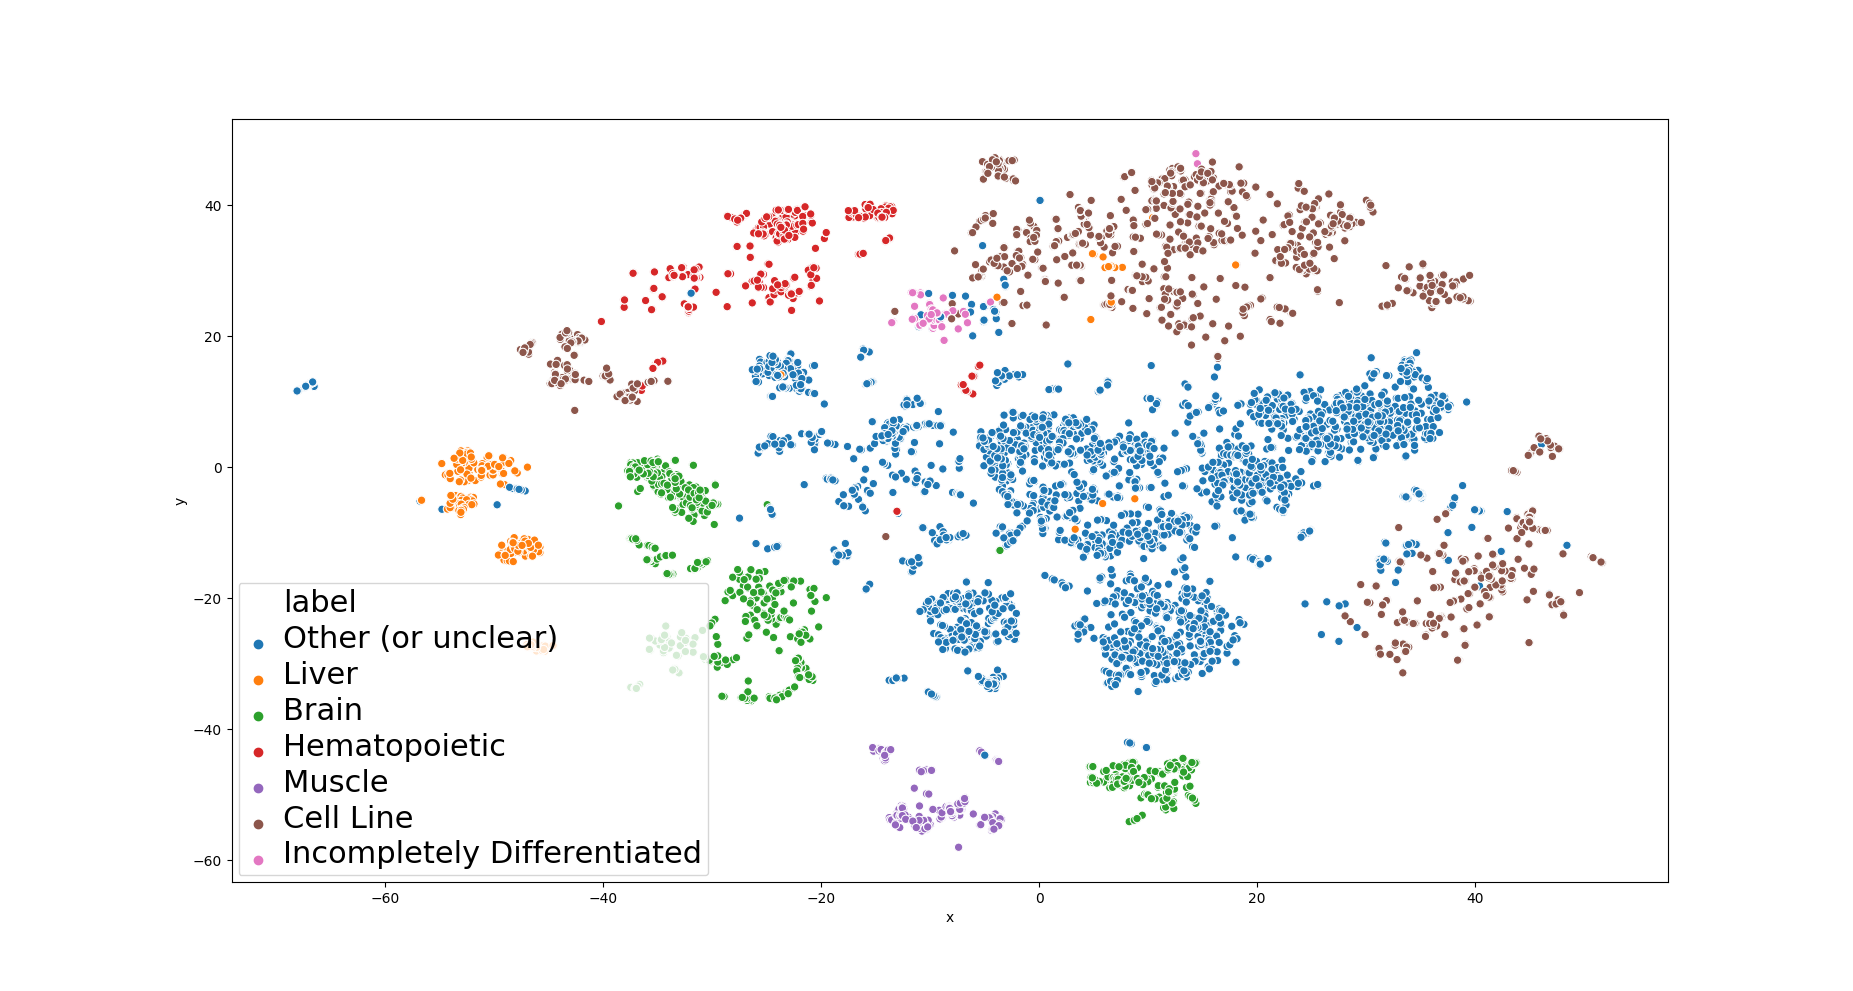 40
20
0
−20
−40
−60
y
label
Other (or unclear)
Liver
Brain
Hematopoietic
Muscle
Cell Line
Incompletely Differentiated
−60
−40
−20
0
20
40
x